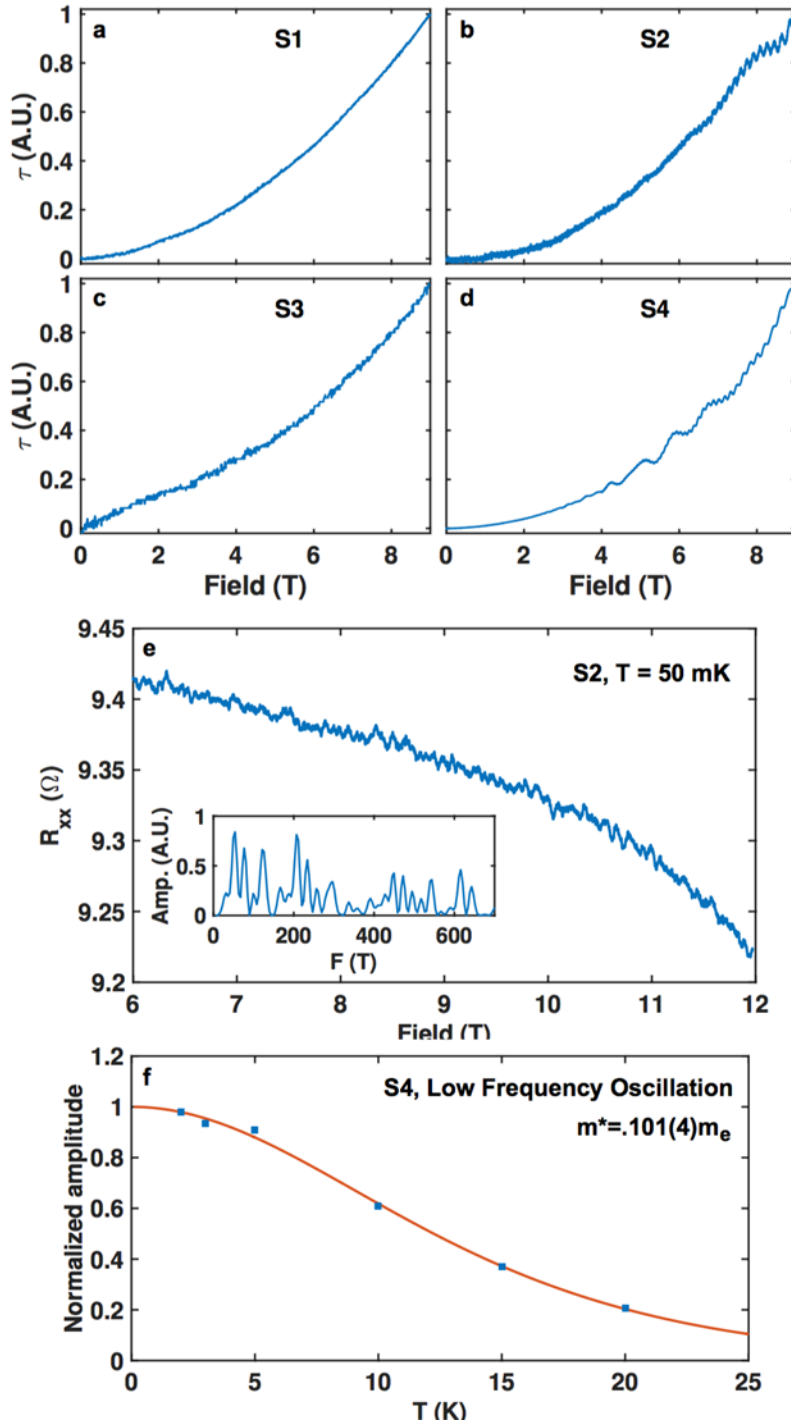 a S1
b S2
1
0.8
0.6
0.4
0.2
0
τ (A.U.)
c S3
d S4
1
0.8
0.6
0.4
0.2
0
τ (A.U.)
0 2 4 6 8
0 2 4 6 8
Field (T)
Field (T)
e
S2, T = 50 mK
9.45
9.4
9.35
9.3
9.25
9.2
R_xx (Ω)
1
0.5
0
Amp. (A.U.)
0 200 400 600
F (T)
6 7 8 9 10 11 12
Field (T)
f
S4, Low Frequency Oscillation
m*=.101(4)m_e
1.2
1
0.8
0.6
0.4
0.2
0
Normalized amplitude
0 5 10 15 20 25
T (K)